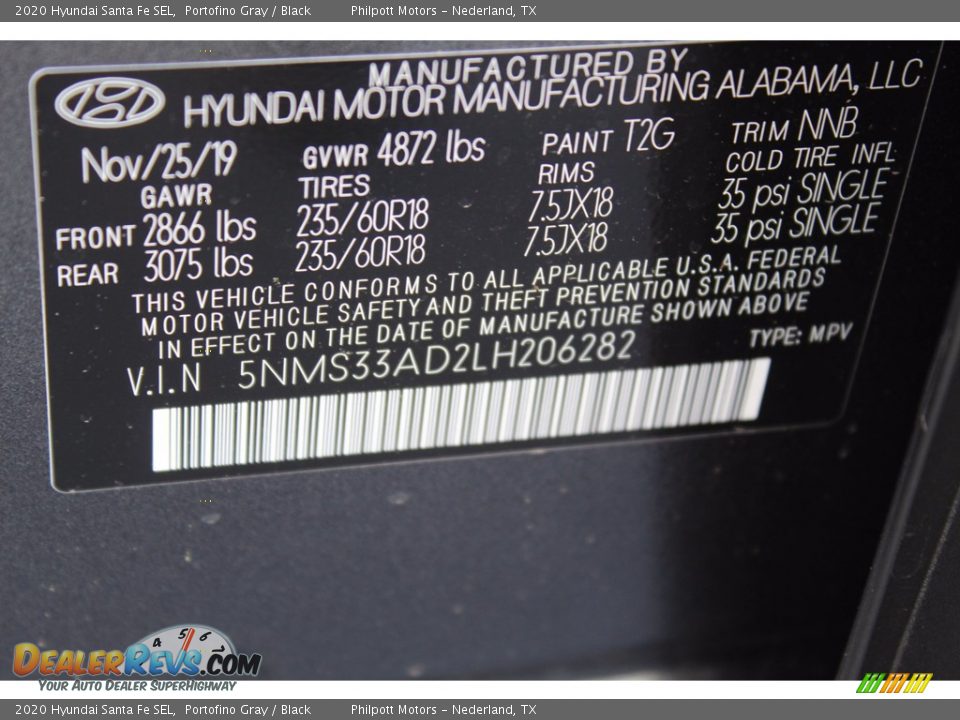 2020 Hyundai Santa Fe SEL, Portofino Gray / Black Philpott Motors - Nederland, TX
MANUFACTURED BY
HYUNDAI MOTOR MANUFACTURING ALABAMA, LLC
Nov/25/19 GVWR 4872 lbs PAINT T2G TRIM NNB
GAWR TIRES RIMS COLD TIRE INFL
FRONT 2866 lbs 235/60R18 7.5JX18 35 psi SINGLE
REAR 3075 lbs 235/60R18 7.5JX18 35 psi SINGLE
THIS VEHICLE CONFORMS TO ALL APPLICABLE U.S.A. FEDERAL
MOTOR VEHICLE SAFETY AND THEFT PREVENTION STANDARDS
IN EFFECT ON THE DATE OF MANUFACTURE SHOWN ABOVE
V.I.N 5NMS33AD2LH206282 TYPE: MPV
4 5 6
DEALERREVS.COM
YOUR AUTO DEALER SUPERHIGHWAY
2020 Hyundai Santa Fe SEL, Portofino Gray / Black Philpott Motors - Nederland, TX